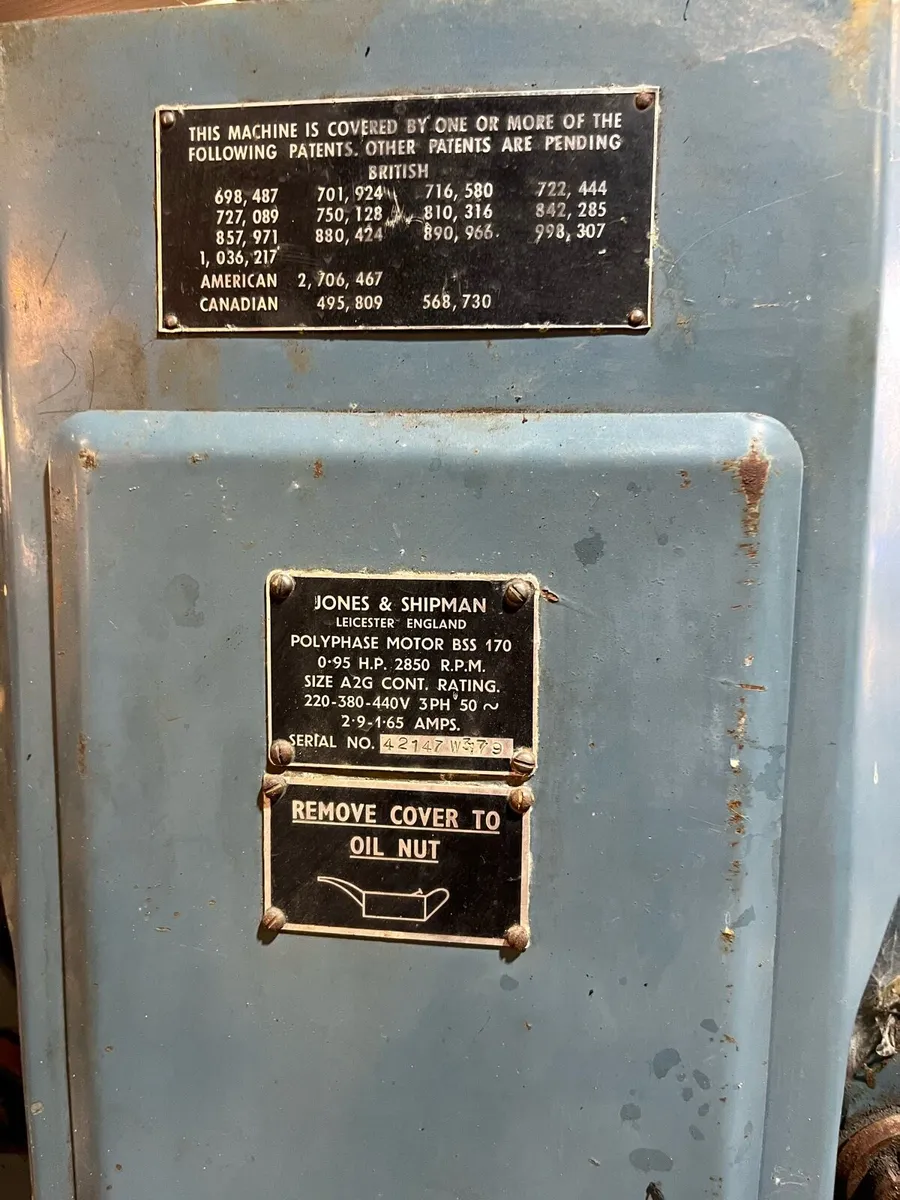 THIS MACHINE IS COVERED BY ONE OR MORE OF THE
FOLLOWING PATENTS. OTHER PATENTS ARE PENDING
BRITISH
698,487 701,924 716,580 722,444
727,089 750,128 810,316 842,285
857,971 880,424 890,966 998,307
1,036,217
AMERICAN 2,706,467
CANADIAN 495,809 568,730
JONES & SHIPMAN
LEICESTER ENGLAND
POLYPHASE MOTOR BSS 170
0·95 H.P. 2850 R.P.M.
SIZE A2G CONT. RATING.
220-380-440V 3PH 50 ~
2·9-1·65 AMPS.
SERIAL NO. 42147
REMOVE COVER TO
OIL NUT